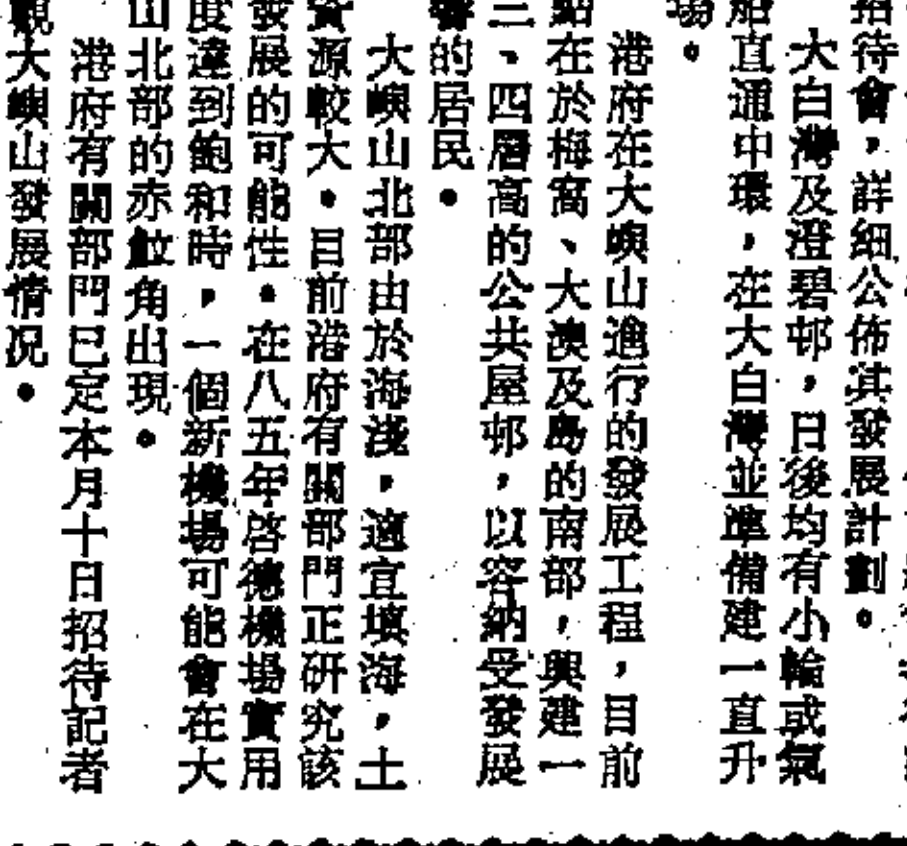 招待會，詳細公佈其發展計劃。
大白灣及澄碧邨，日後均有小輪或氣
船直通中環，在大白灣並準備建一直升
場。
港府在大嶼山進行的發展工程，目前
點在於梅窩、大澳及島的南部，興建一
三、四層高的公共屋邨，以容納受發展
響的居民。
大嶼山北部由於海淺，適宜填海，土
資源較大。目前港府有關部門正研究該
發展的可能性。在八五年啓德機場實用
度達到飽和時，一個新機場可能會在大
山北部的赤鱲角出現。
港府有關部門已定本月十日招待記者
觀大嶼山發展情况。